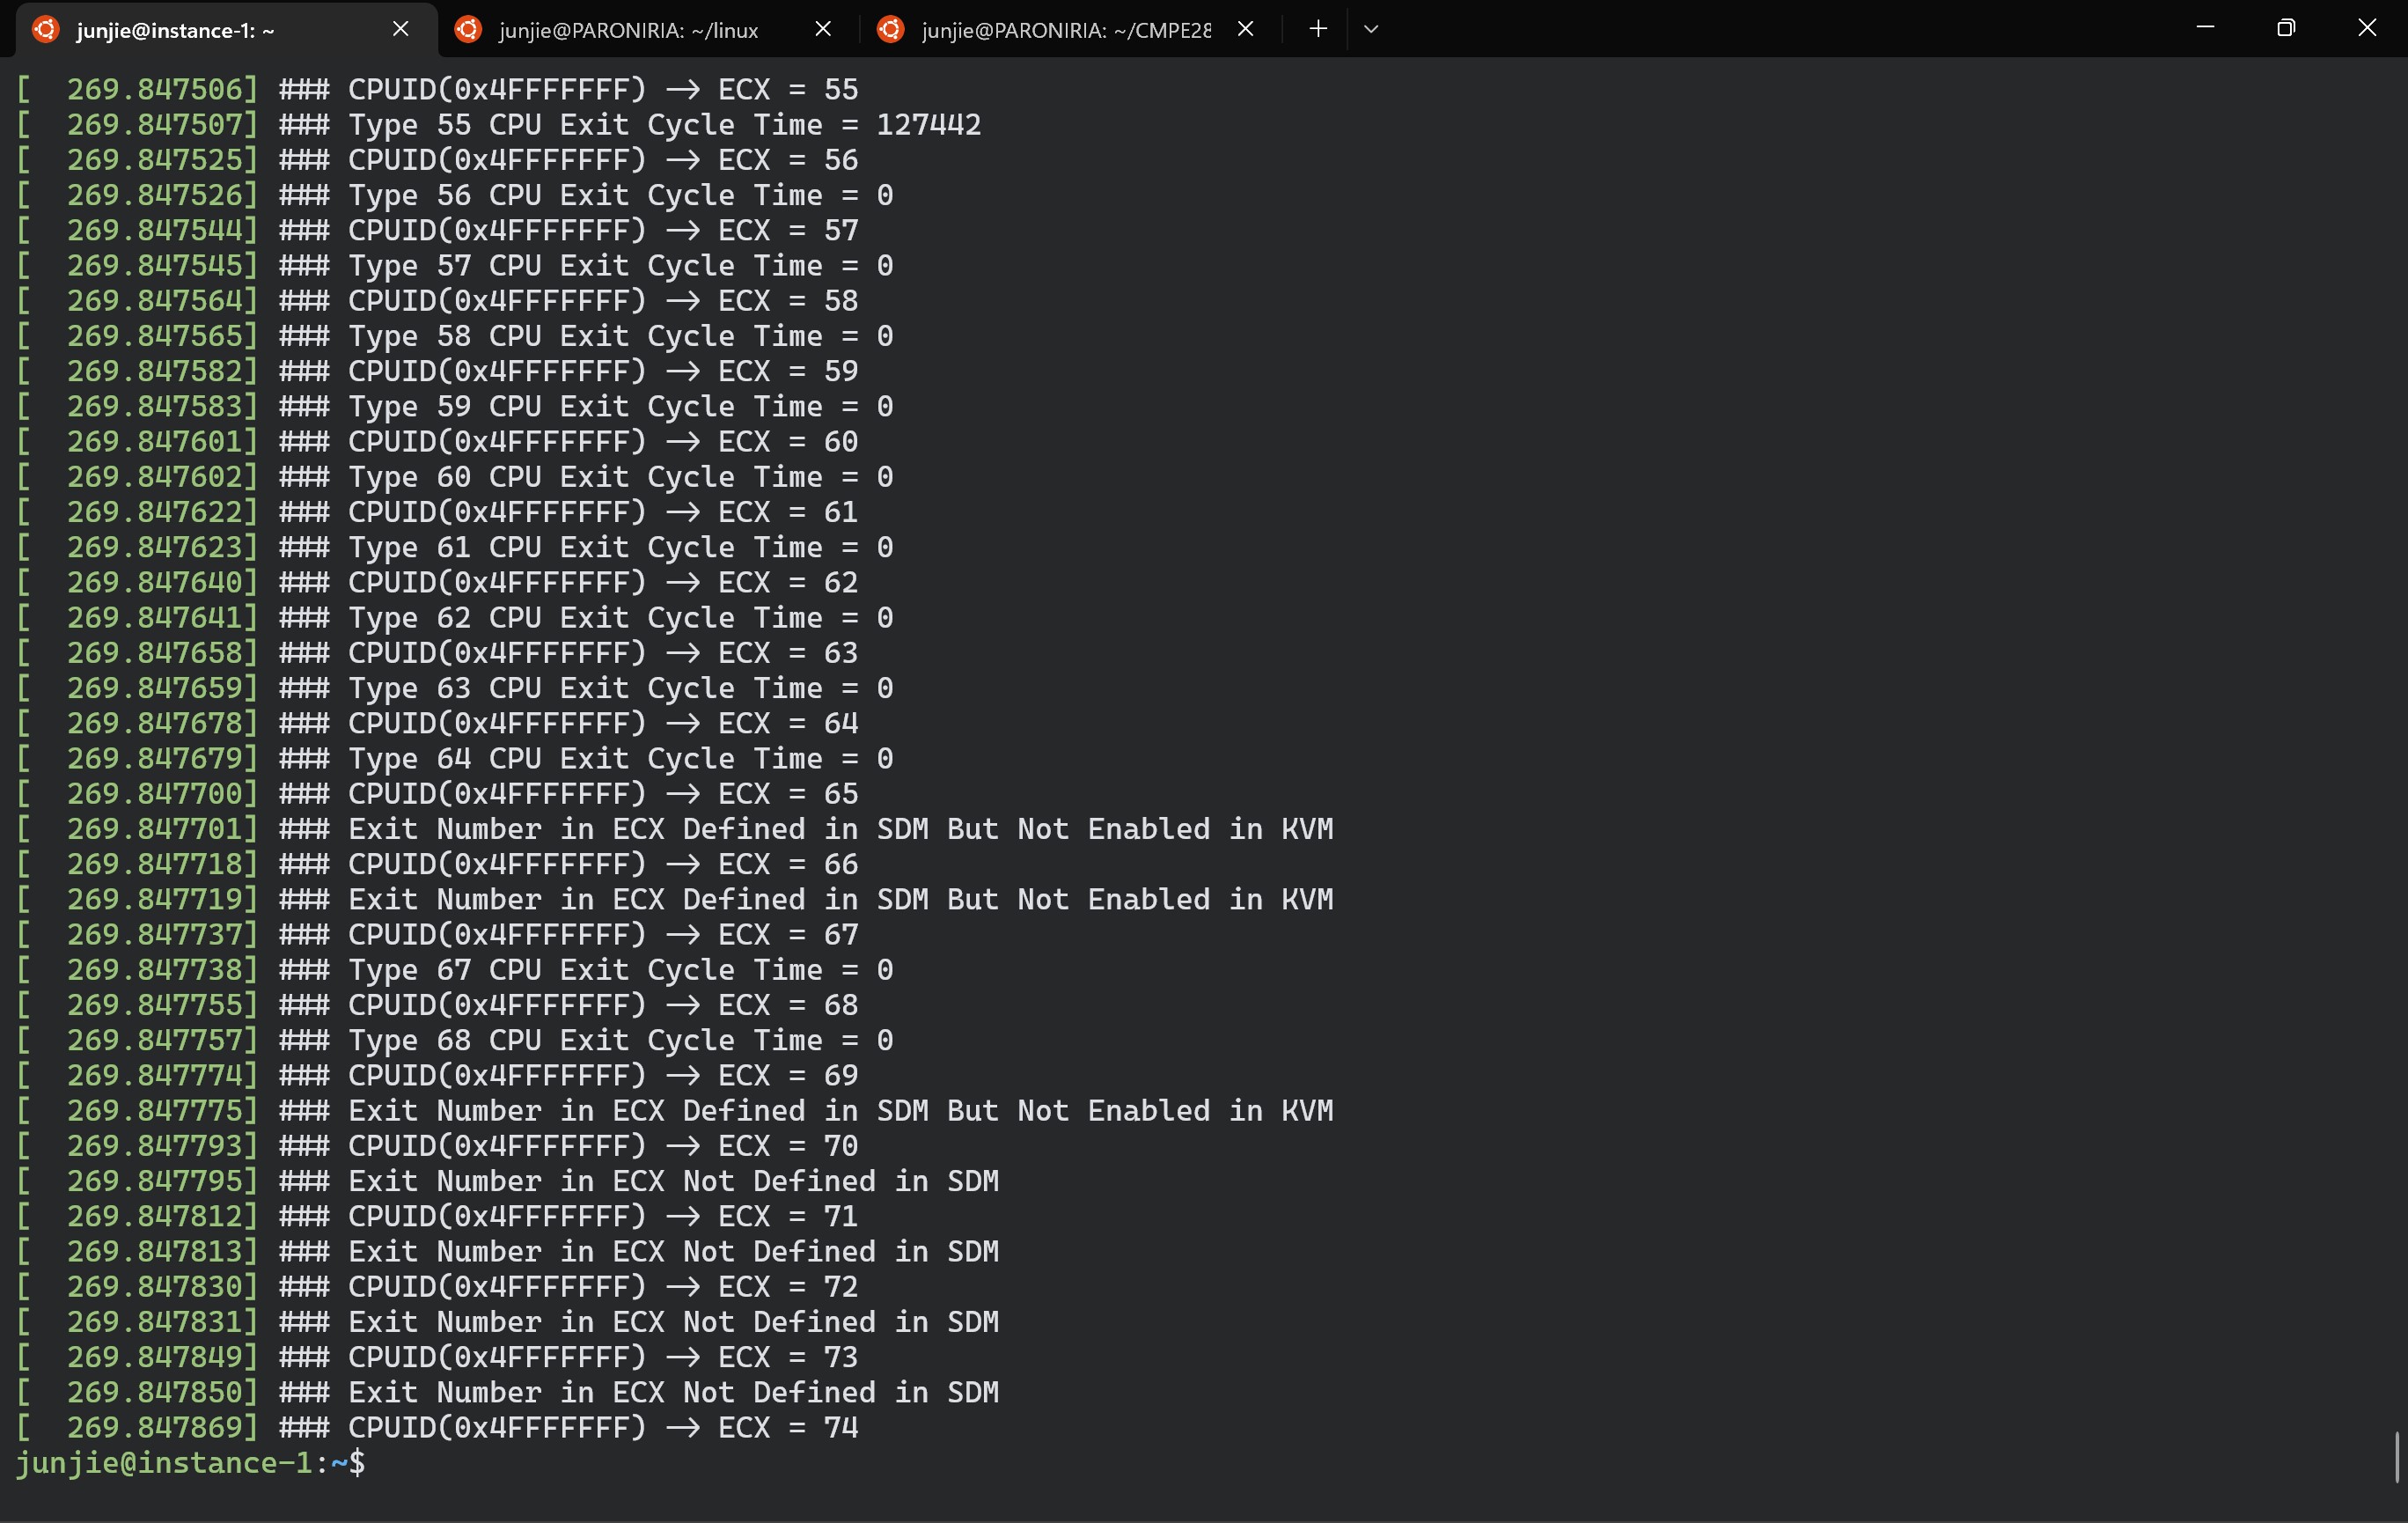 junjie@instance-1: ~
junjie@PARONIRIA: ~/linux
junjie@PARONIRIA: ~/CMPE28
[  269.847506] ### CPUID(0x4FFFFFFF) --> ECX = 55
[  269.847507] ### Type 55 CPU Exit Cycle Time = 127442
[  269.847525] ### CPUID(0x4FFFFFFF) --> ECX = 56
[  269.847526] ### Type 56 CPU Exit Cycle Time = 0
[  269.847544] ### CPUID(0x4FFFFFFF) --> ECX = 57
[  269.847545] ### Type 57 CPU Exit Cycle Time = 0
[  269.847564] ### CPUID(0x4FFFFFFF) --> ECX = 58
[  269.847565] ### Type 58 CPU Exit Cycle Time = 0
[  269.847582] ### CPUID(0x4FFFFFFF) --> ECX = 59
[  269.847583] ### Type 59 CPU Exit Cycle Time = 0
[  269.847601] ### CPUID(0x4FFFFFFF) --> ECX = 60
[  269.847602] ### Type 60 CPU Exit Cycle Time = 0
[  269.847622] ### CPUID(0x4FFFFFFF) --> ECX = 61
[  269.847623] ### Type 61 CPU Exit Cycle Time = 0
[  269.847640] ### CPUID(0x4FFFFFFF) --> ECX = 62
[  269.847641] ### Type 62 CPU Exit Cycle Time = 0
[  269.847658] ### CPUID(0x4FFFFFFF) --> ECX = 63
[  269.847659] ### Type 63 CPU Exit Cycle Time = 0
[  269.847678] ### CPUID(0x4FFFFFFF) --> ECX = 64
[  269.847679] ### Type 64 CPU Exit Cycle Time = 0
[  269.847700] ### CPUID(0x4FFFFFFF) --> ECX = 65
[  269.847701] ### Exit Number in ECX Defined in SDM But Not Enabled in KVM
[  269.847718] ### CPUID(0x4FFFFFFF) --> ECX = 66
[  269.847719] ### Exit Number in ECX Defined in SDM But Not Enabled in KVM
[  269.847737] ### CPUID(0x4FFFFFFF) --> ECX = 67
[  269.847738] ### Type 67 CPU Exit Cycle Time = 0
[  269.847755] ### CPUID(0x4FFFFFFF) --> ECX = 68
[  269.847757] ### Type 68 CPU Exit Cycle Time = 0
[  269.847774] ### CPUID(0x4FFFFFFF) --> ECX = 69
[  269.847775] ### Exit Number in ECX Defined in SDM But Not Enabled in KVM
[  269.847793] ### CPUID(0x4FFFFFFF) --> ECX = 70
[  269.847795] ### Exit Number in ECX Not Defined in SDM
[  269.847812] ### CPUID(0x4FFFFFFF) --> ECX = 71
[  269.847813] ### Exit Number in ECX Not Defined in SDM
[  269.847830] ### CPUID(0x4FFFFFFF) --> ECX = 72
[  269.847831] ### Exit Number in ECX Not Defined in SDM
[  269.847849] ### CPUID(0x4FFFFFFF) --> ECX = 73
[  269.847850] ### Exit Number in ECX Not Defined in SDM
[  269.847869] ### CPUID(0x4FFFFFFF) --> ECX = 74
junjie@instance-1:~$